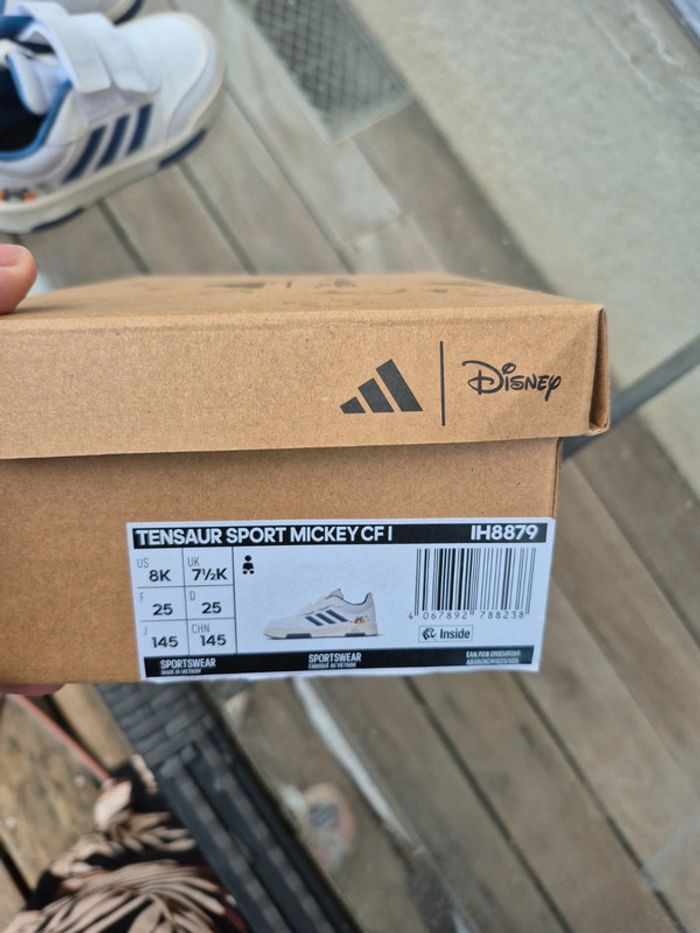 Disney
TENSAUR SPORT MICKEY CF I IH8879
US 8K UK 7½K
F 25 D 25
J 145 CHN 145
4 067892 788238
Inside
SPORTSWEAR SPORTSWEAR
MADE IN VIETNAM FABRIQUÉ AU VIETNAM